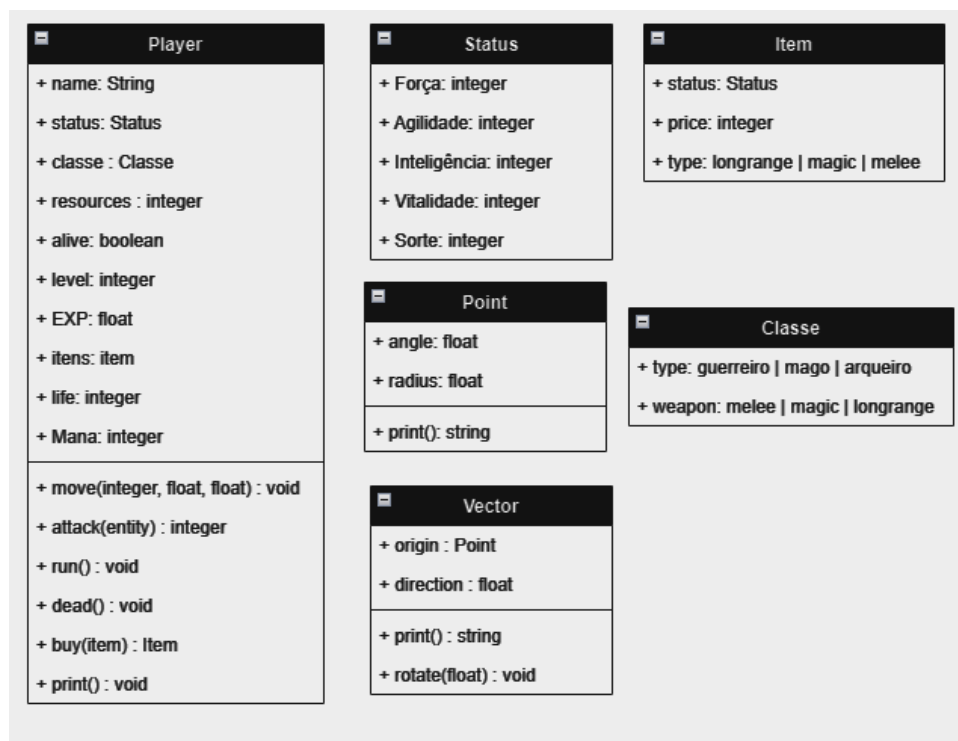 Player
+ name: String
+ status: Status
+ classe : Classe
+ resources : integer
+ alive: boolean
+ level: integer
+ EXP: float
+ itens: item
+ life: integer
+ Mana: integer
+ move(integer, float, float) : void
+ attack(entity) : integer
+ run() : void
+ dead() : void
+ buy(item) : Item
+ print() : void
Status
+ Força: integer
+ Agilidade: integer
+ Inteligência: integer
+ Vitalidade: integer
+ Sorte: integer
Item
+ status: Status
+ price: integer
+ type: longrange | magic | melee
Point
+ angle: float
+ radius: float
+ print(): string
Classe
+ type: guerreiro | mago | arqueiro
+ weapon: melee | magic | longrange
Vector
+ origin : Point
+ direction : float
+ print() : string
+ rotate(float) : void